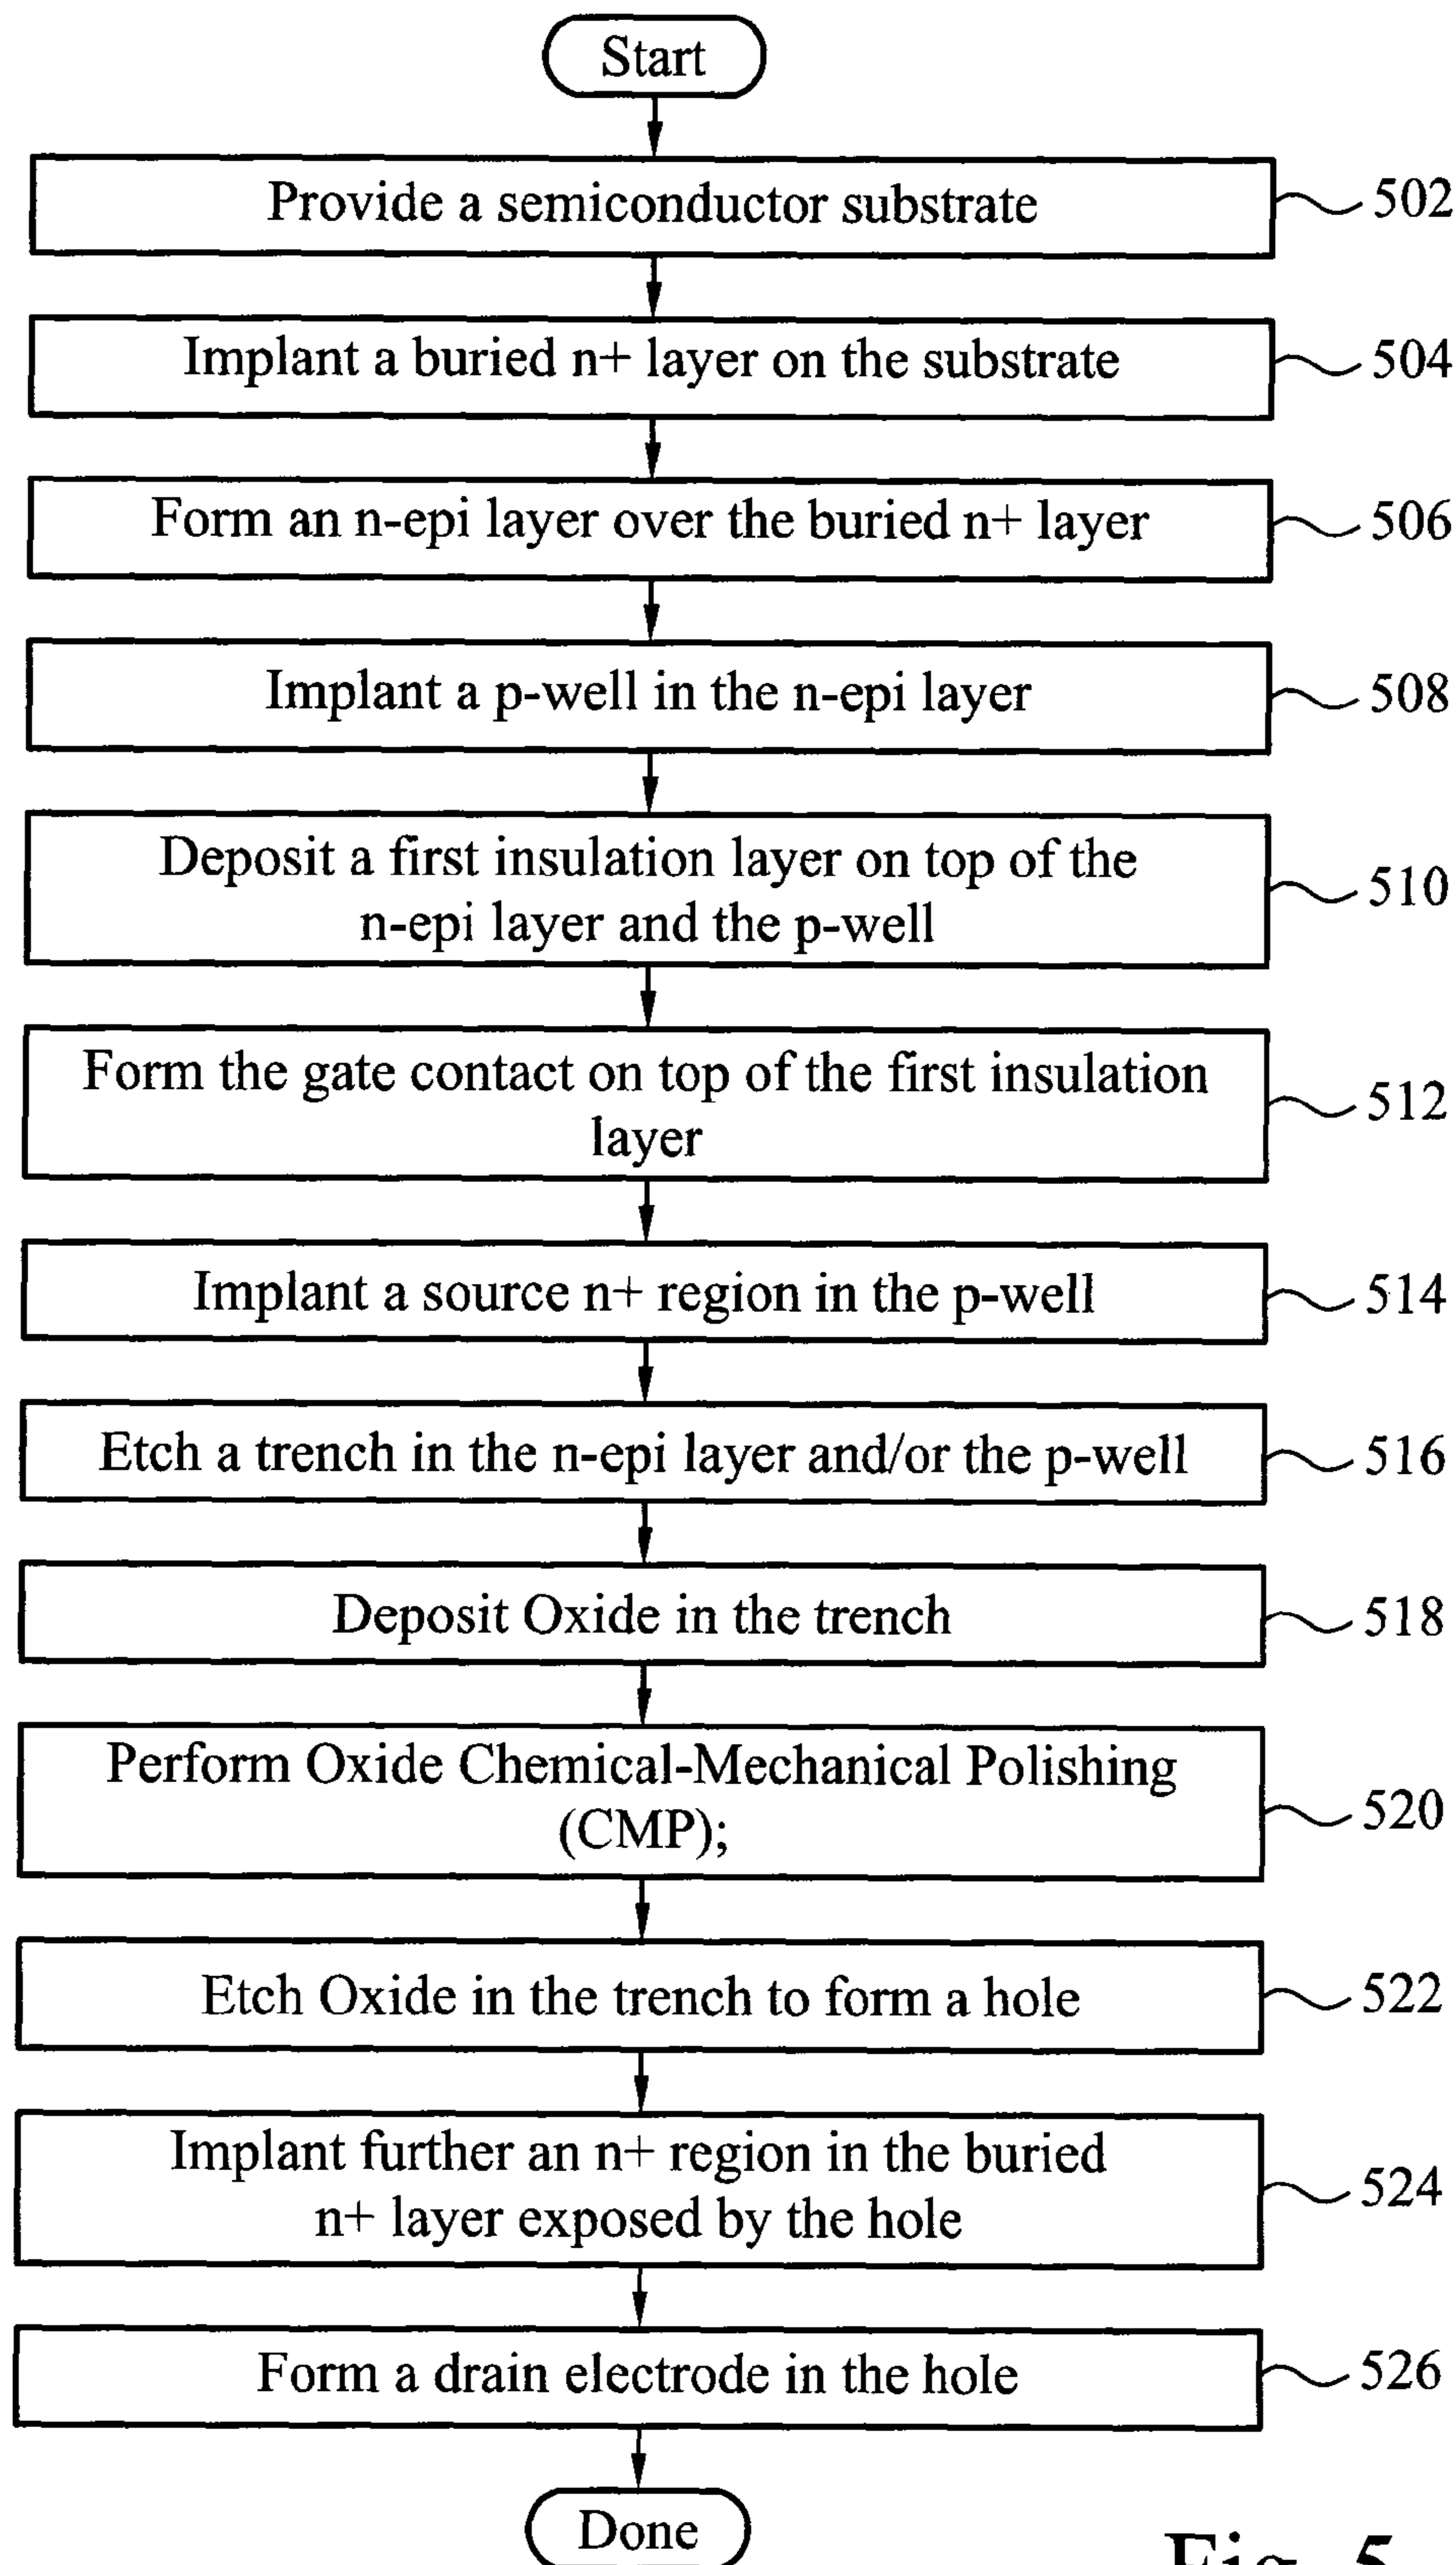 Start
Provide a semiconductor substrate
502
Implant a buried n+ layer on the substrate
504
Form an n-epi layer over the buried n+ layer
506
Implant a p-well in the n-epi layer
508
Deposit a first insulation layer on top of the
n-epi layer and the p-well
510
Form the gate contact on top of the first insulation
layer
512
Implant a source n+ region in the p-well
514
Etch a trench in the n-epi layer and/or the p-well
516
Deposit Oxide in the trench
518
Perform Oxide Chemical-Mechanical Polishing
(CMP);
520
Etch Oxide in the trench to form a hole
522
Implant further an n+ region in the buried
n+ layer exposed by the hole
524
Form a drain electrode in the hole
526
Done
Fig. 5